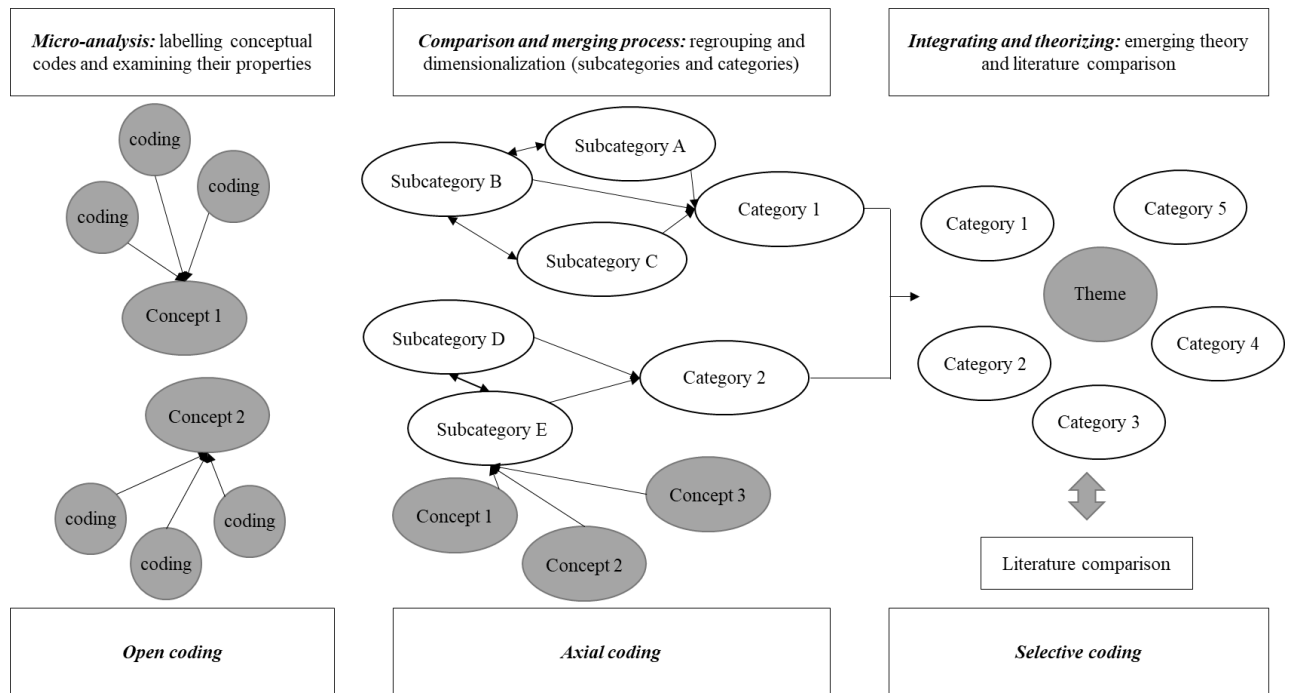 Micro-analysis: labelling conceptual
codes and examining their properties
coding
coding
coding
Concept 1
Concept 2
coding
coding
coding
Open coding
Comparison and merging process: regrouping and
dimensionalization (subcategories and categories)
Subcategory A
Subcategory B
Category 1
Subcategory C
Subcategory D
Category 2
Subcategory E
Concept 3
Concept 1
Concept 2
Axial coding
Integrating and theorizing: emerging theory
and literature comparison
Category 5
Category 1
Theme
Category 4
Category 2
Category 3
Literature comparison
Selective coding